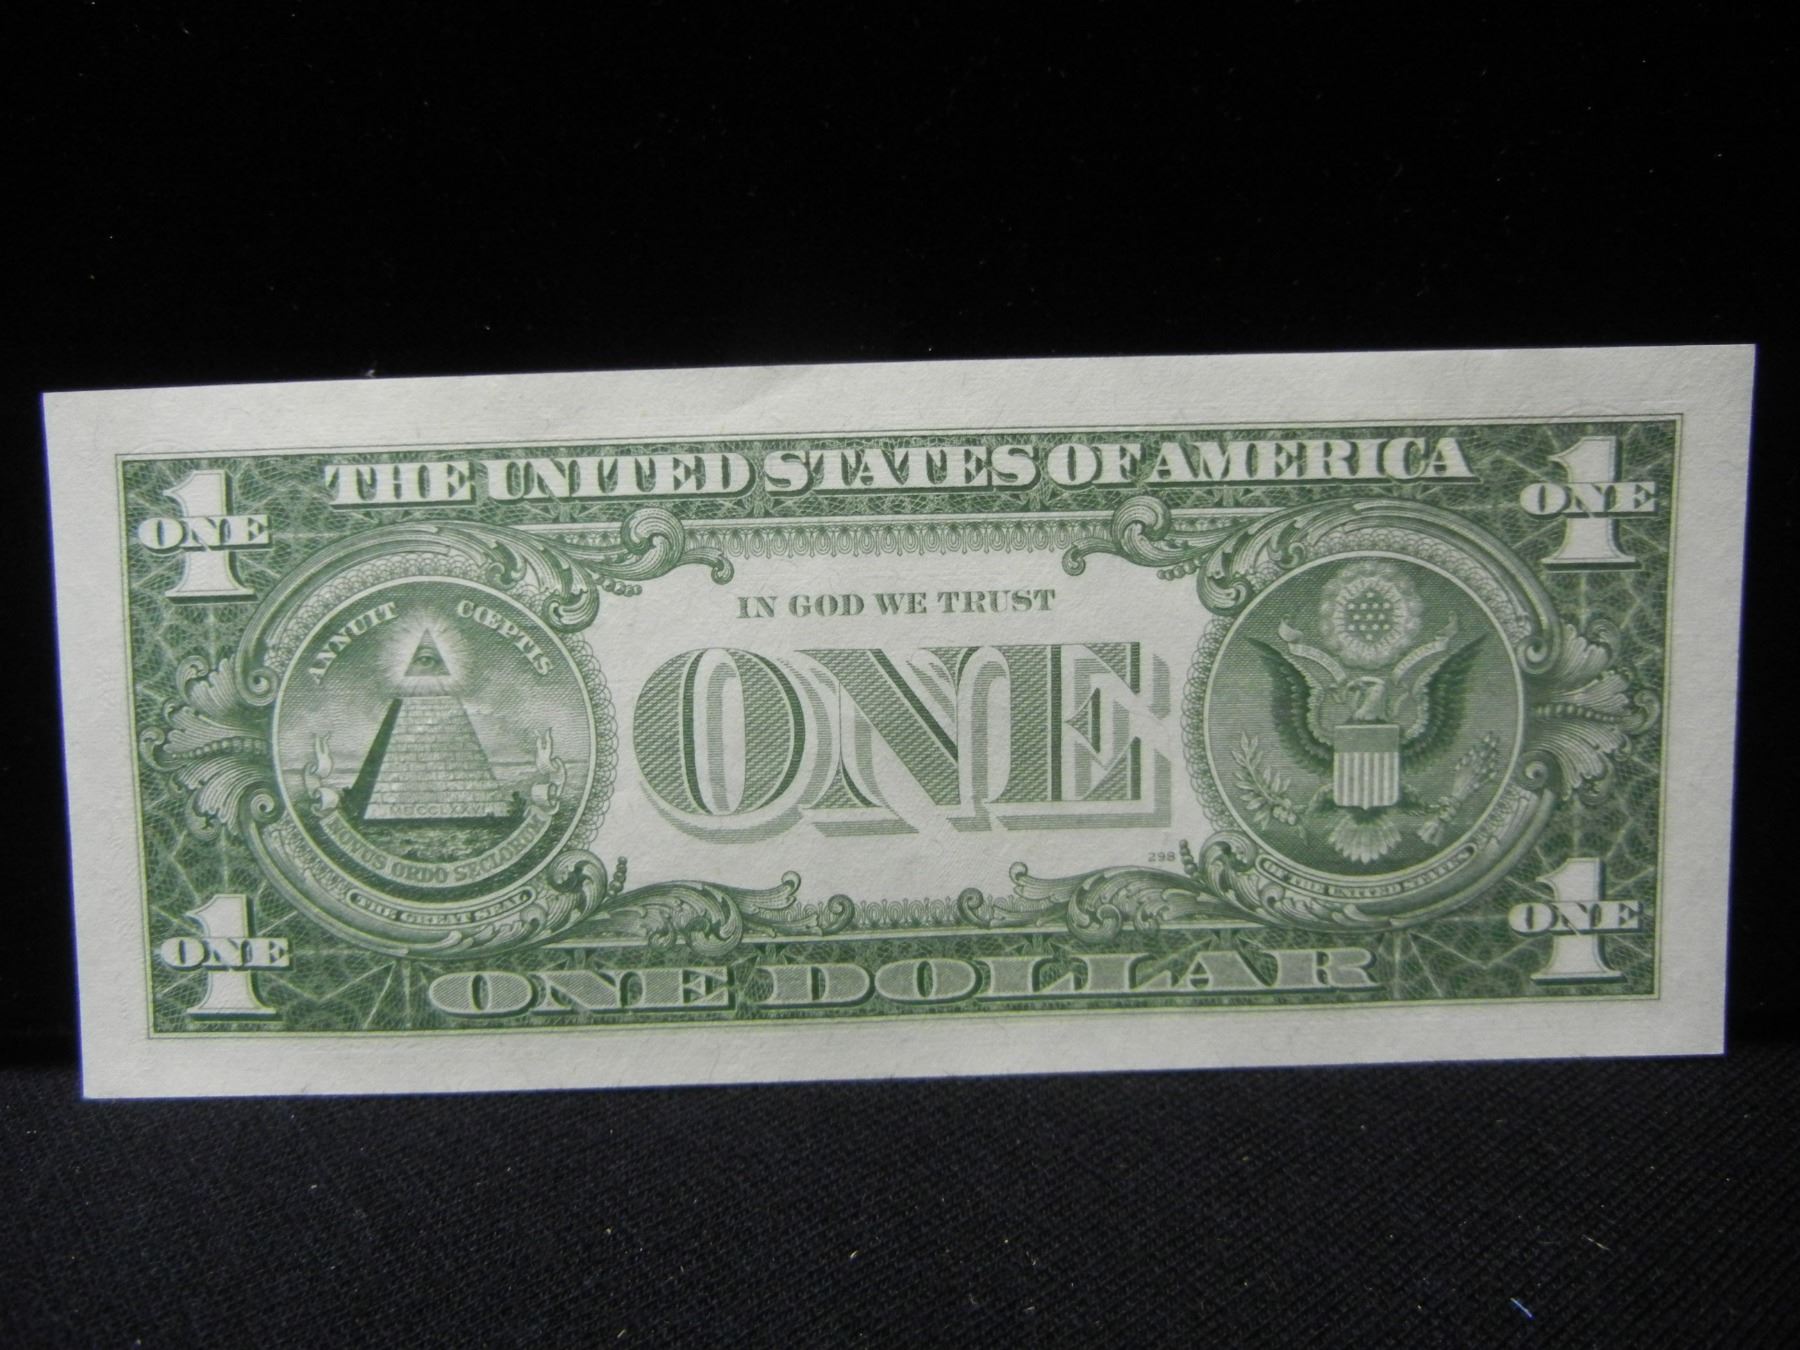 THE UNITED STATES OF AMERICA
1
ONE
1
ONE
ANNUIT CŒPTIS
MDCCLXXVI
NOVUS ORDO SECLORUM
THE GREAT SEAL
IN GOD WE TRUST
ONE
298
OF THE UNITED STATES
1
ONE
1
ONE
ONE DOLLAR